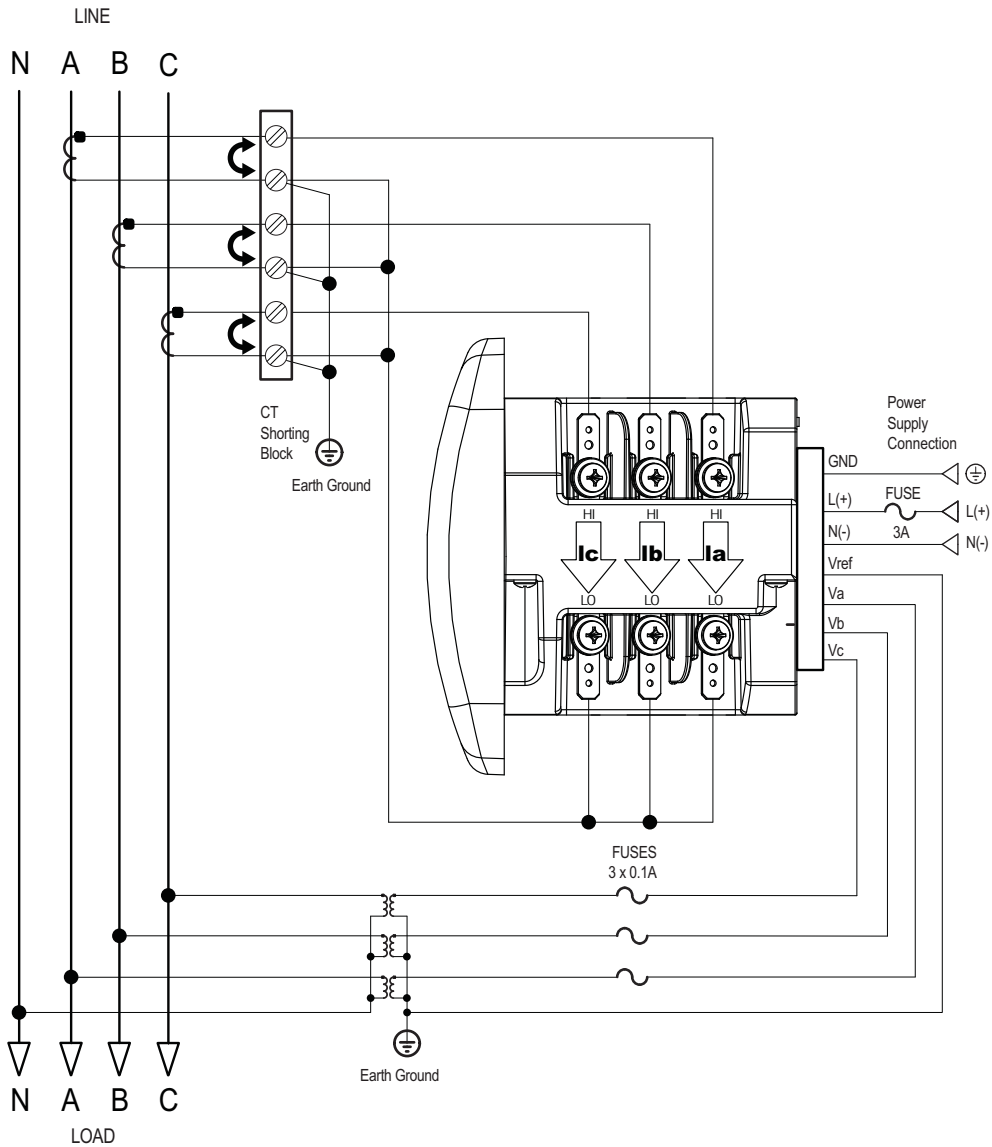 LINE
N A B C
CT
Shorting
Block
Earth Ground
Power
Supply
Connection
GND
L(+)
FUSE
3A
L(+)
N(-)
N(-)
Vref
Va
Vb
Vc
HI HI HI
Ic Ib Ia
LO LO LO
FUSES
3 x 0.1A
Earth Ground
N A B C
LOAD